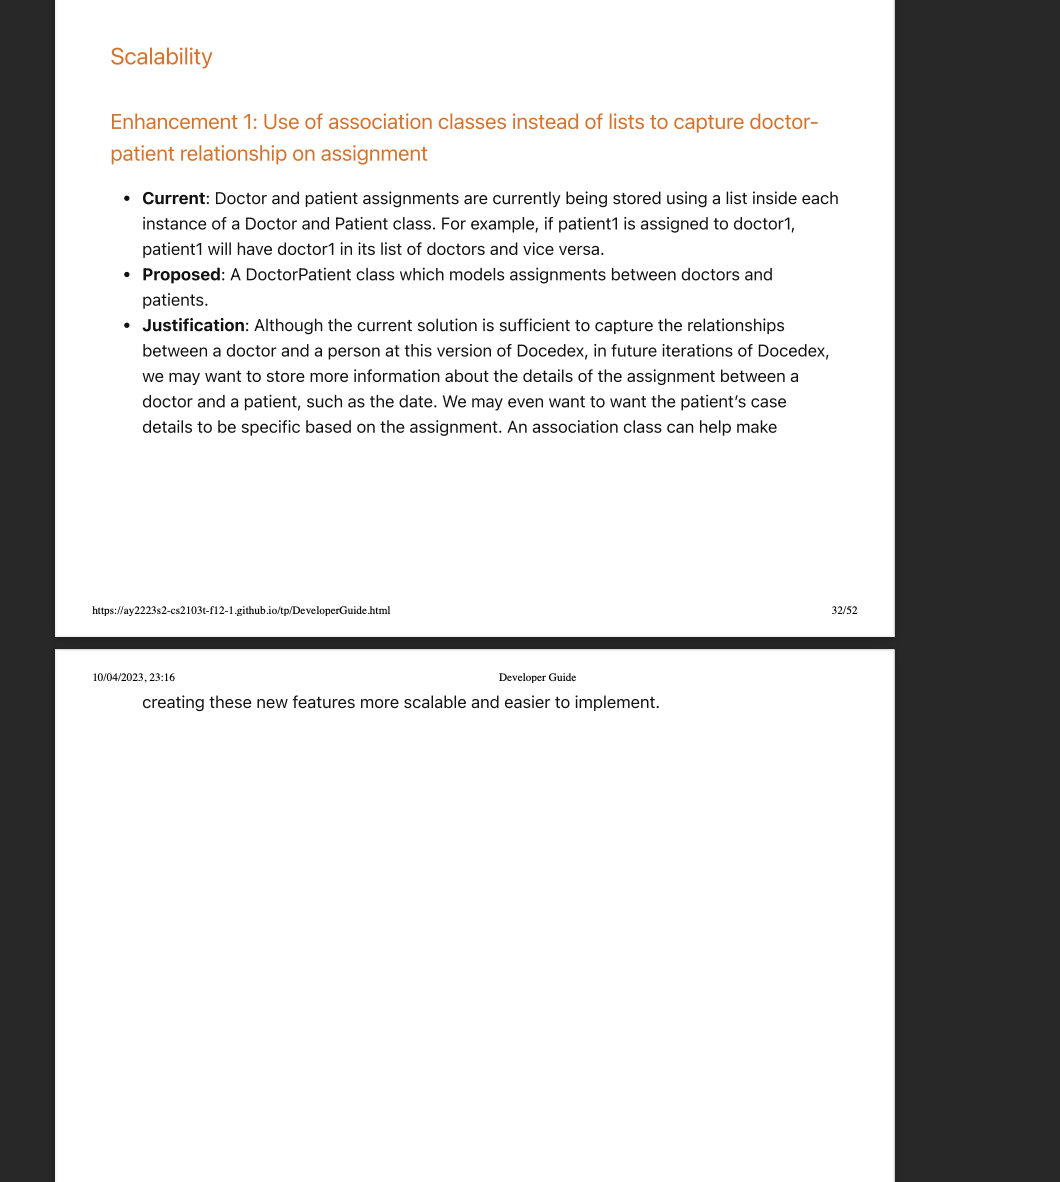 Scalability
Enhancement 1: Use of association classes instead of lists to capture doctor-
patient relationship on assignment
• Current: Doctor and patient assignments are currently being stored using a list inside each
instance of a Doctor and Patient class. For example, if patient1 is assigned to doctor1,
patient1 will have doctor1 in its list of doctors and vice versa.
• Proposed: A DoctorPatient class which models assignments between doctors and
patients.
• Justification: Although the current solution is sufficient to capture the relationships
between a doctor and a person at this version of Docedex, in future iterations of Docedex,
we may want to store more information about the details of the assignment between a
doctor and a patient, such as the date. We may even want to want the patient’s case
details to be specific based on the assignment. An association class can help make
https://ay2223s2-cs2103t-f12-1.github.io/tp/DeveloperGuide.html 32/52
10/04/2023, 23:16 Developer Guide
creating these new features more scalable and easier to implement.